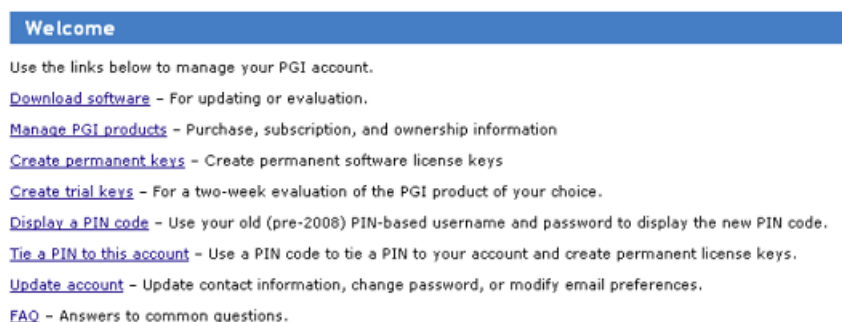 Welcome
Use the links below to manage your PGI account.
Download software – For updating or evaluation.
Manage PGI products – Purchase, subscription, and ownership information
Create permanent keys – Create permanent software license keys
Create trial keys – For a two-week evaluation of the PGI product of your choice.
Display a PIN code – Use your old (pre-2008) PIN-based username and password to display the new PIN code.
Tie a PIN to this account – Use a PIN code to tie a PIN to your account and create permanent license keys.
Update account – Update contact information, change password, or modify email preferences.
FAQ – Answers to common questions.